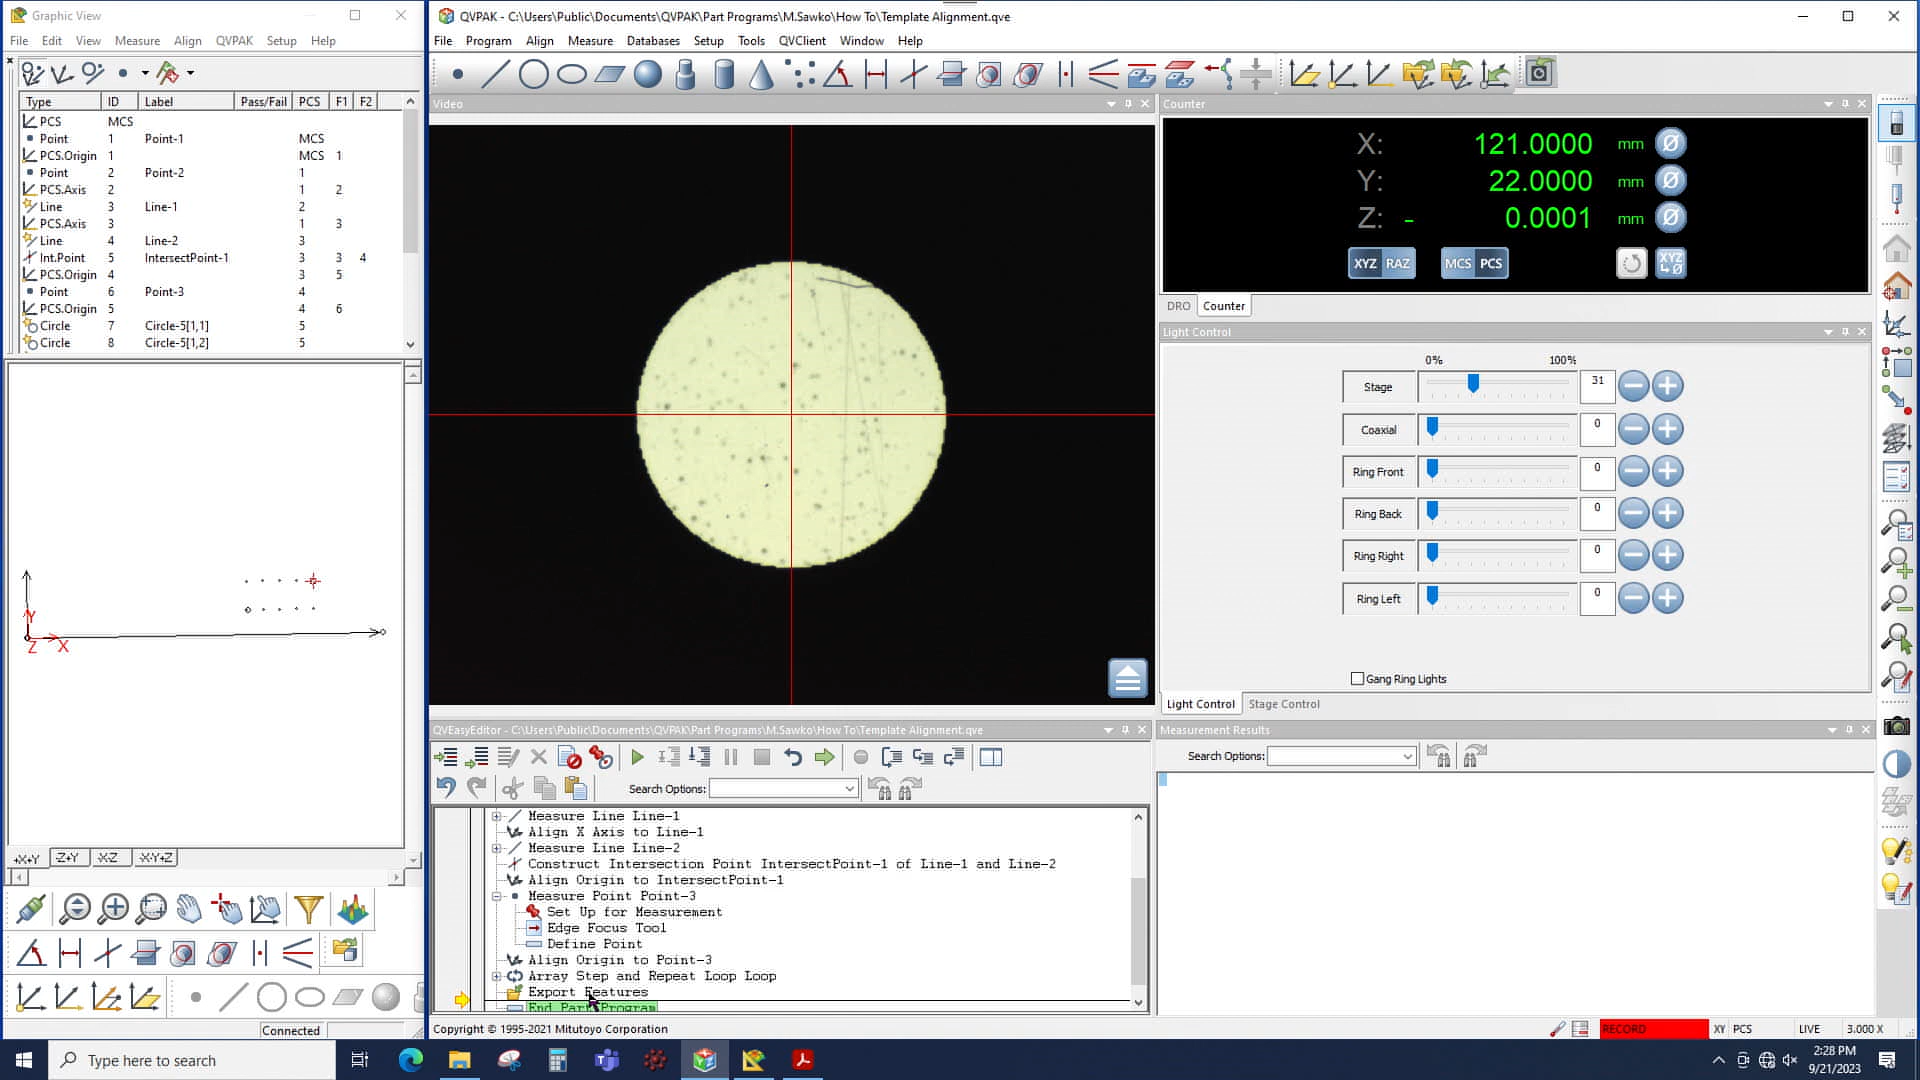 Graphic View
File Edit View Measure Align QVPAK Setup Help
Type ID Label Pass/Fail PCS F1 F2
PCS MCS
Point 1 Point-1 MCS
PCS.Origin 1 MCS 1
Point 2 Point-2 1
PCS.Axis 2 1 2
Line 3 Line-1 2
PCS.Axis 3 1 3
Line 4 Line-2 3
Int.Point 5 IntersectPoint-1 3 3 4
PCS.Origin 4 3 5
Point 6 Point-3 4
PCS.Origin 5 4 6
Circle 7 Circle-5[1,1] 5
Circle 8 Circle-5[1,2] 5
Y
Z X
+X+Y -Z+Y -X-Z -X-Y+Z
Connected
QVPAK - C:\Users\Public\Documents\QVPAK\Part Programs\M.Sawko\How To\Template Alignment.qve
File Program Align Measure Databases Setup Tools QVClient Window Help
Video
Counter
X: 121.0000 mm Ø
Y: 22.0000 mm Ø
Z: - 0.0001 mm Ø
XYZ RAZ MCS PCS XYZ Ø
DRO Counter
Light Control
0% 100%
Stage 31
Coaxial 0
Ring Front 0
Ring Back 0
Ring Right 0
Ring Left 0
Gang Ring Lights
Light Control Stage Control
QVEasyEditor - C:\Users\Public\Documents\QVPAK\Part Programs\M.Sawko\How To\Template Alignment.qve
Search Options:
Measure Line Line-1
Align X Axis to Line-1
Measure Line Line-2
Construct Intersection Point IntersectPoint-1 of Line-1 and Line-2
Align Origin to IntersectPoint-1
Measure Point Point-3
Set Up for Measurement
Edge Focus Tool
Define Point
Align Origin to Point-3
Array Step and Repeat Loop Loop
Export Features
End Part Program
Measurement Results
Search Options:
Copyright © 1995-2021 Mitutoyo Corporation
RECORD XY PCS LIVE 3.000 X
Type here to search
2:28 PM
9/21/2023